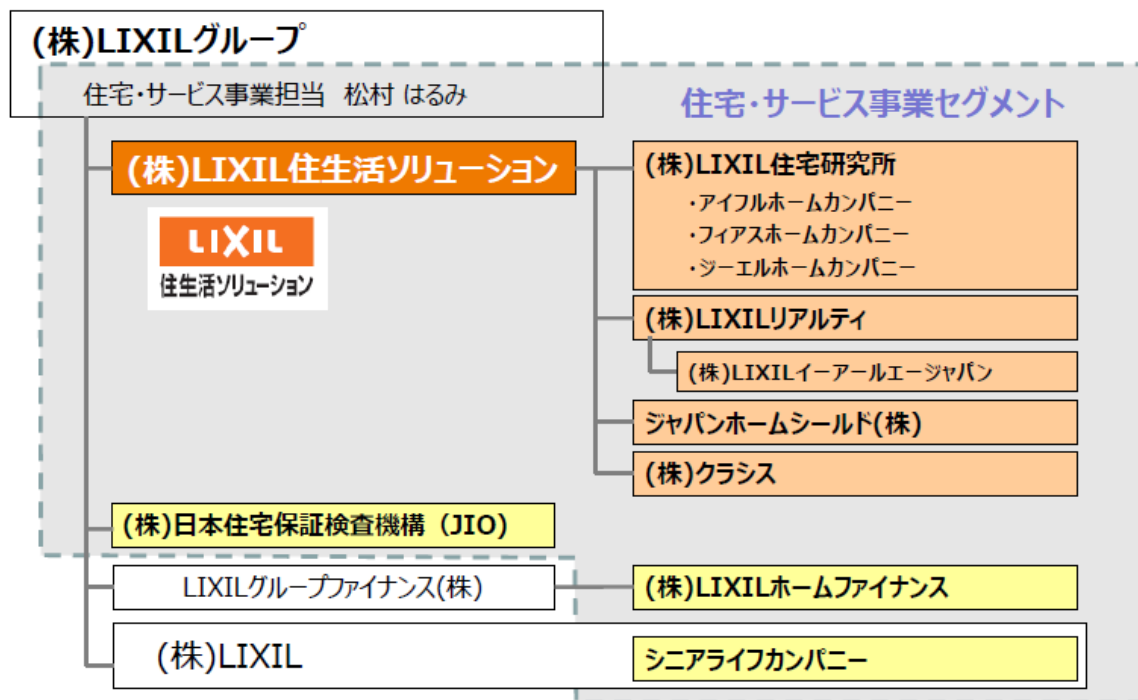 (株)LIXILグループ
住宅・サービス事業担当 松村 はるみ
住宅・サービス事業セグメント
(株)LIXIL住生活ソリューション
LIXIL
住生活ソリューション
(株)LIXIL住宅研究所
・アイフルホームカンパニー
・フィアスホームカンパニー
・ジーエルホームカンパニー
(株)LIXILリアルティ
(株)LIXILイーアールエージャパン
ジャパンホームシールド(株)
(株)クラシス
(株)日本住宅保証検査機構（JIO）
LIXILグループファイナンス(株)
(株)LIXILホームファイナンス
(株)LIXIL
シニアライフカンパニー